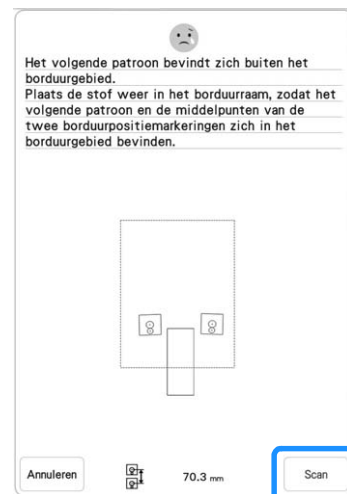 Het volgende patroon bevindt zich buiten het
borduurgebied.
Plaats de stof weer in het borduurraam, zodat het
volgende patroon en de middelpunten van de
twee borduurpositiemarkeringen zich in het
borduurgebied bevinden.
Annuleren
70.3 mm
Scan